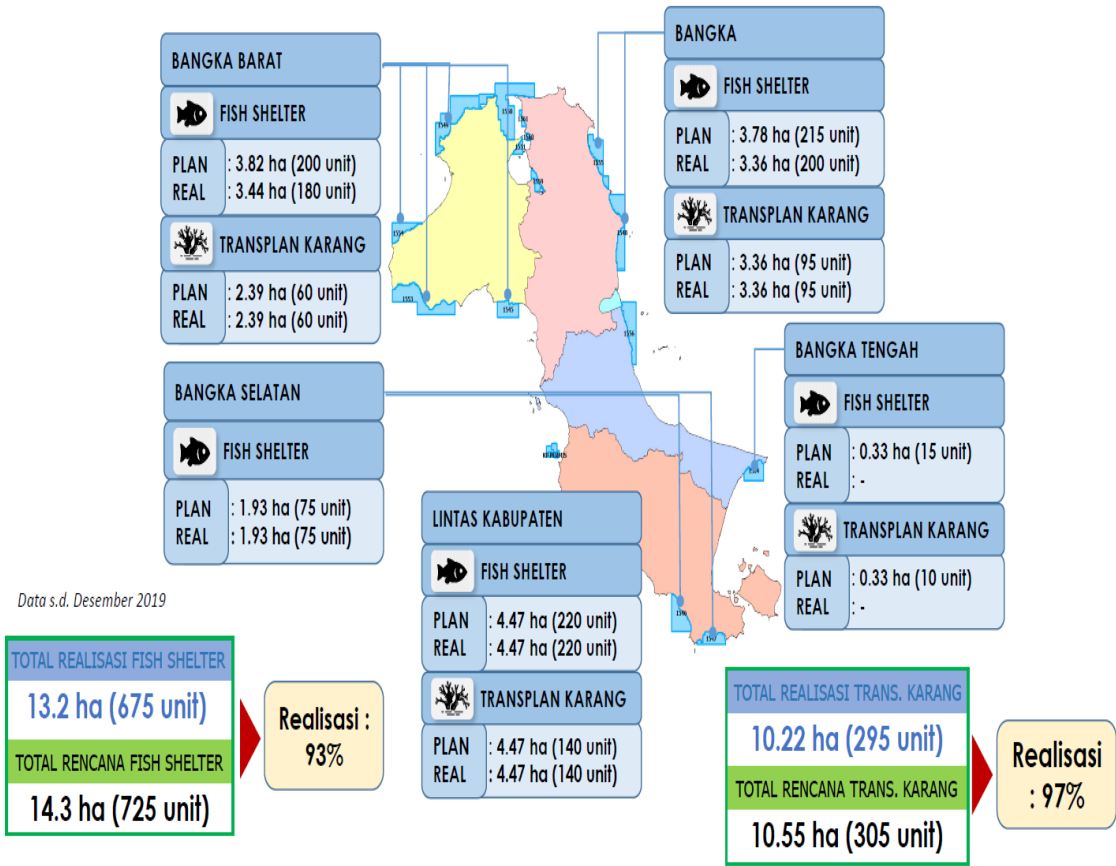 BANGKA BARAT
FISH SHELTER
PLAN : 3.82 ha (200 unit)
REAL : 3.44 ha (180 unit)
TRANSPLAN KARANG
PLAN : 2.39 ha (60 unit)
REAL : 2.39 ha (60 unit)
BANGKA
FISH SHELTER
PLAN : 3.78 ha (215 unit)
REAL : 3.36 ha (200 unit)
TRANSPLAN KARANG
PLAN : 3.36 ha (95 unit)
REAL : 3.36 ha (95 unit)
1550
1554
1553
1545
1556
BANGKA SELATAN
FISH SHELTER
PLAN : 1.93 ha (75 unit)
REAL : 1.93 ha (75 unit)
BANGKA TENGAH
FISH SHELTER
PLAN : 0.33 ha (15 unit)
REAL : -
TRANSPLAN KARANG
PLAN : 0.33 ha (10 unit)
REAL : -
LINTAS KABUPATEN
FISH SHELTER
PLAN : 4.47 ha (220 unit)
REAL : 4.47 ha (220 unit)
TRANSPLAN KARANG
PLAN : 4.47 ha (140 unit)
REAL : 4.47 ha (140 unit)
Data s.d. Desember 2019
TOTAL REALISASI FISH SHELTER
13.2 ha (675 unit)
TOTAL RENCANA FISH SHELTER
14.3 ha (725 unit)
Realisasi :
93%
TOTAL REALISASI TRANS. KARANG
10.22 ha (295 unit)
TOTAL RENCANA TRANS. KARANG
10.55 ha (305 unit)
Realisasi
: 97%